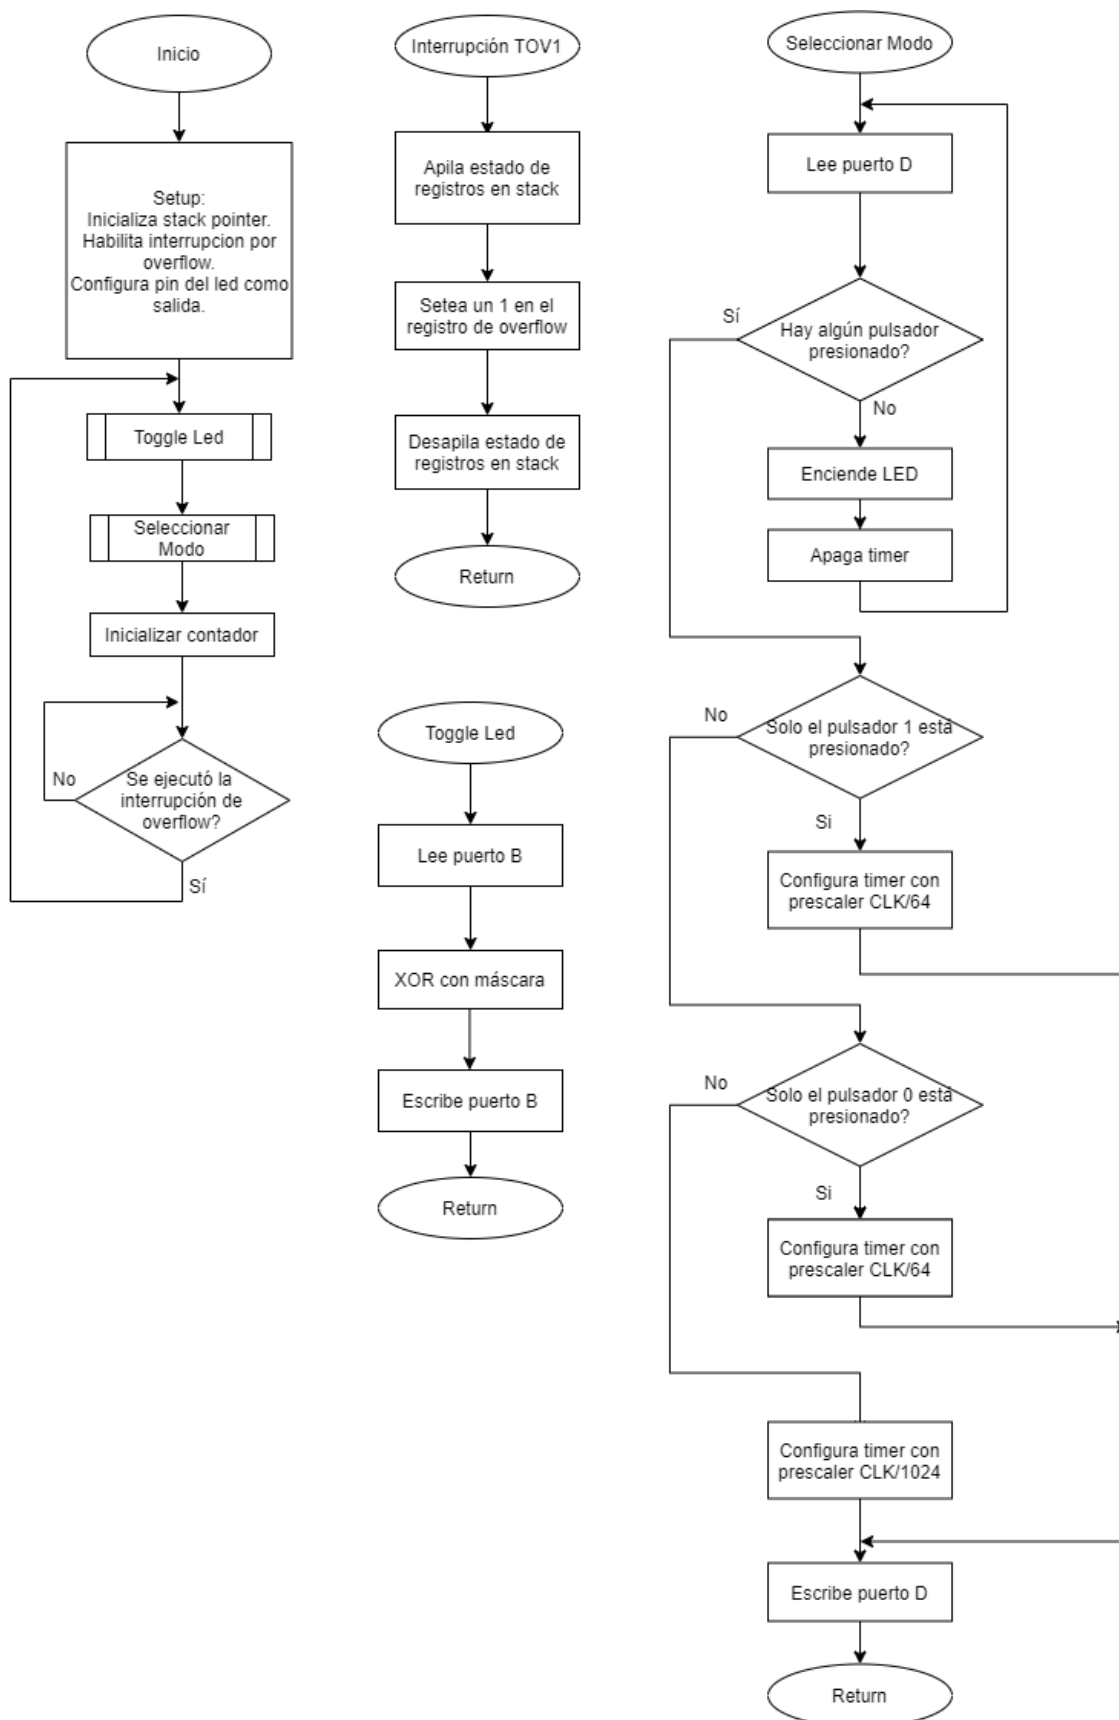 Inicio
Setup:
Inicializa stack pointer.
Habilita interrupcion por
overflow.
Configura pin del led como
salida.
Toggle Led
Seleccionar
Modo
Inicializar contador
Se ejecutó la
interrupción de
overflow?
No
Sí
Interrupción TOV1
Apila estado de
registros en stack
Setea un 1 en el
registro de overflow
Desapila estado de
registros en stack
Return
Toggle Led
Lee puerto B
XOR con máscara
Escribe puerto B
Return
Seleccionar Modo
Lee puerto D
Hay algún pulsador
presionado?
Sí
No
Enciende LED
Apaga timer
Solo el pulsador 1 está
presionado?
No
Si
Configura timer con
prescaler CLK/64
Solo el pulsador 0 está
presionado?
No
Si
Configura timer con
prescaler CLK/64
Configura timer con
prescaler CLK/1024
Escribe puerto D
Return